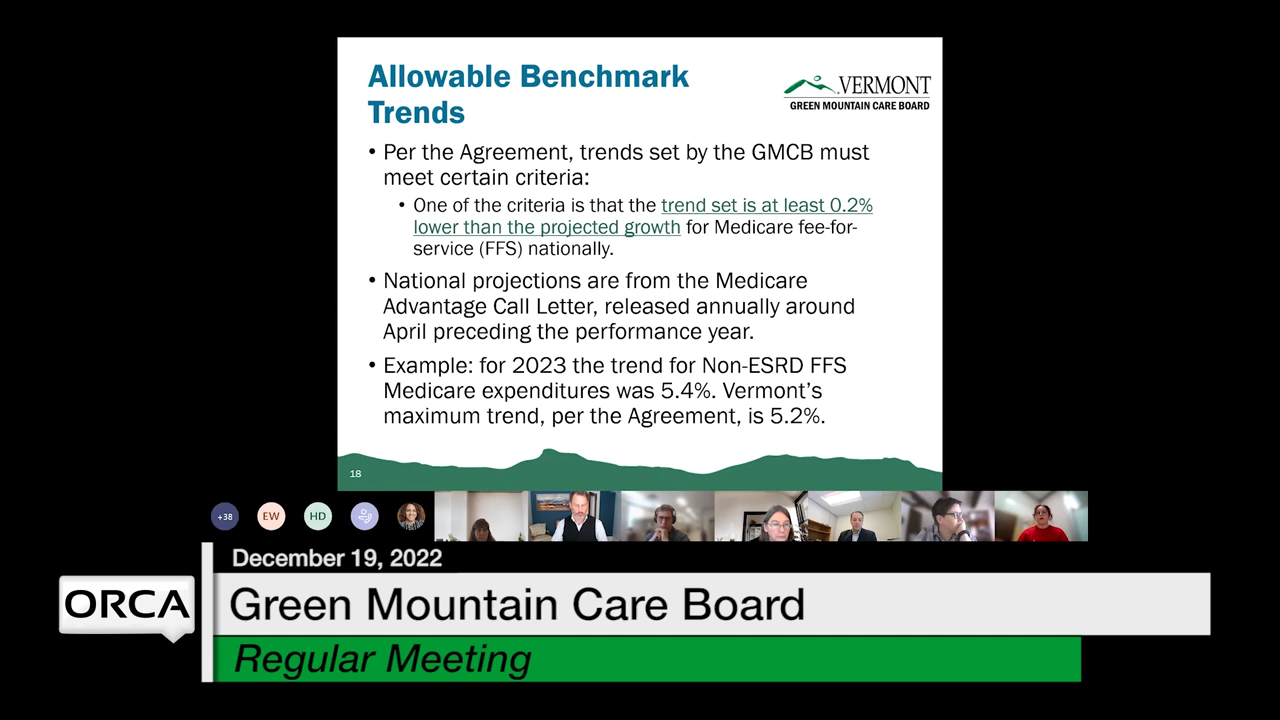 Allowable Benchmark
Trends
VERMONT
GREEN MOUNTAIN CARE BOARD
• Per the Agreement, trends set by the GMCB must
meet certain criteria:
• One of the criteria is that the trend set is at least 0.2%
lower than the projected growth for Medicare fee-for-
service (FFS) nationally.
• National projections are from the Medicare
Advantage Call Letter, released annually around
April preceding the performance year.
• Example: for 2023 the trend for Non-ESRD FFS
Medicare expenditures was 5.4%. Vermont’s
maximum trend, per the Agreement, is 5.2%.
18
+38 EW HD
December 19, 2022
ORCA
Green Mountain Care Board
Regular Meeting